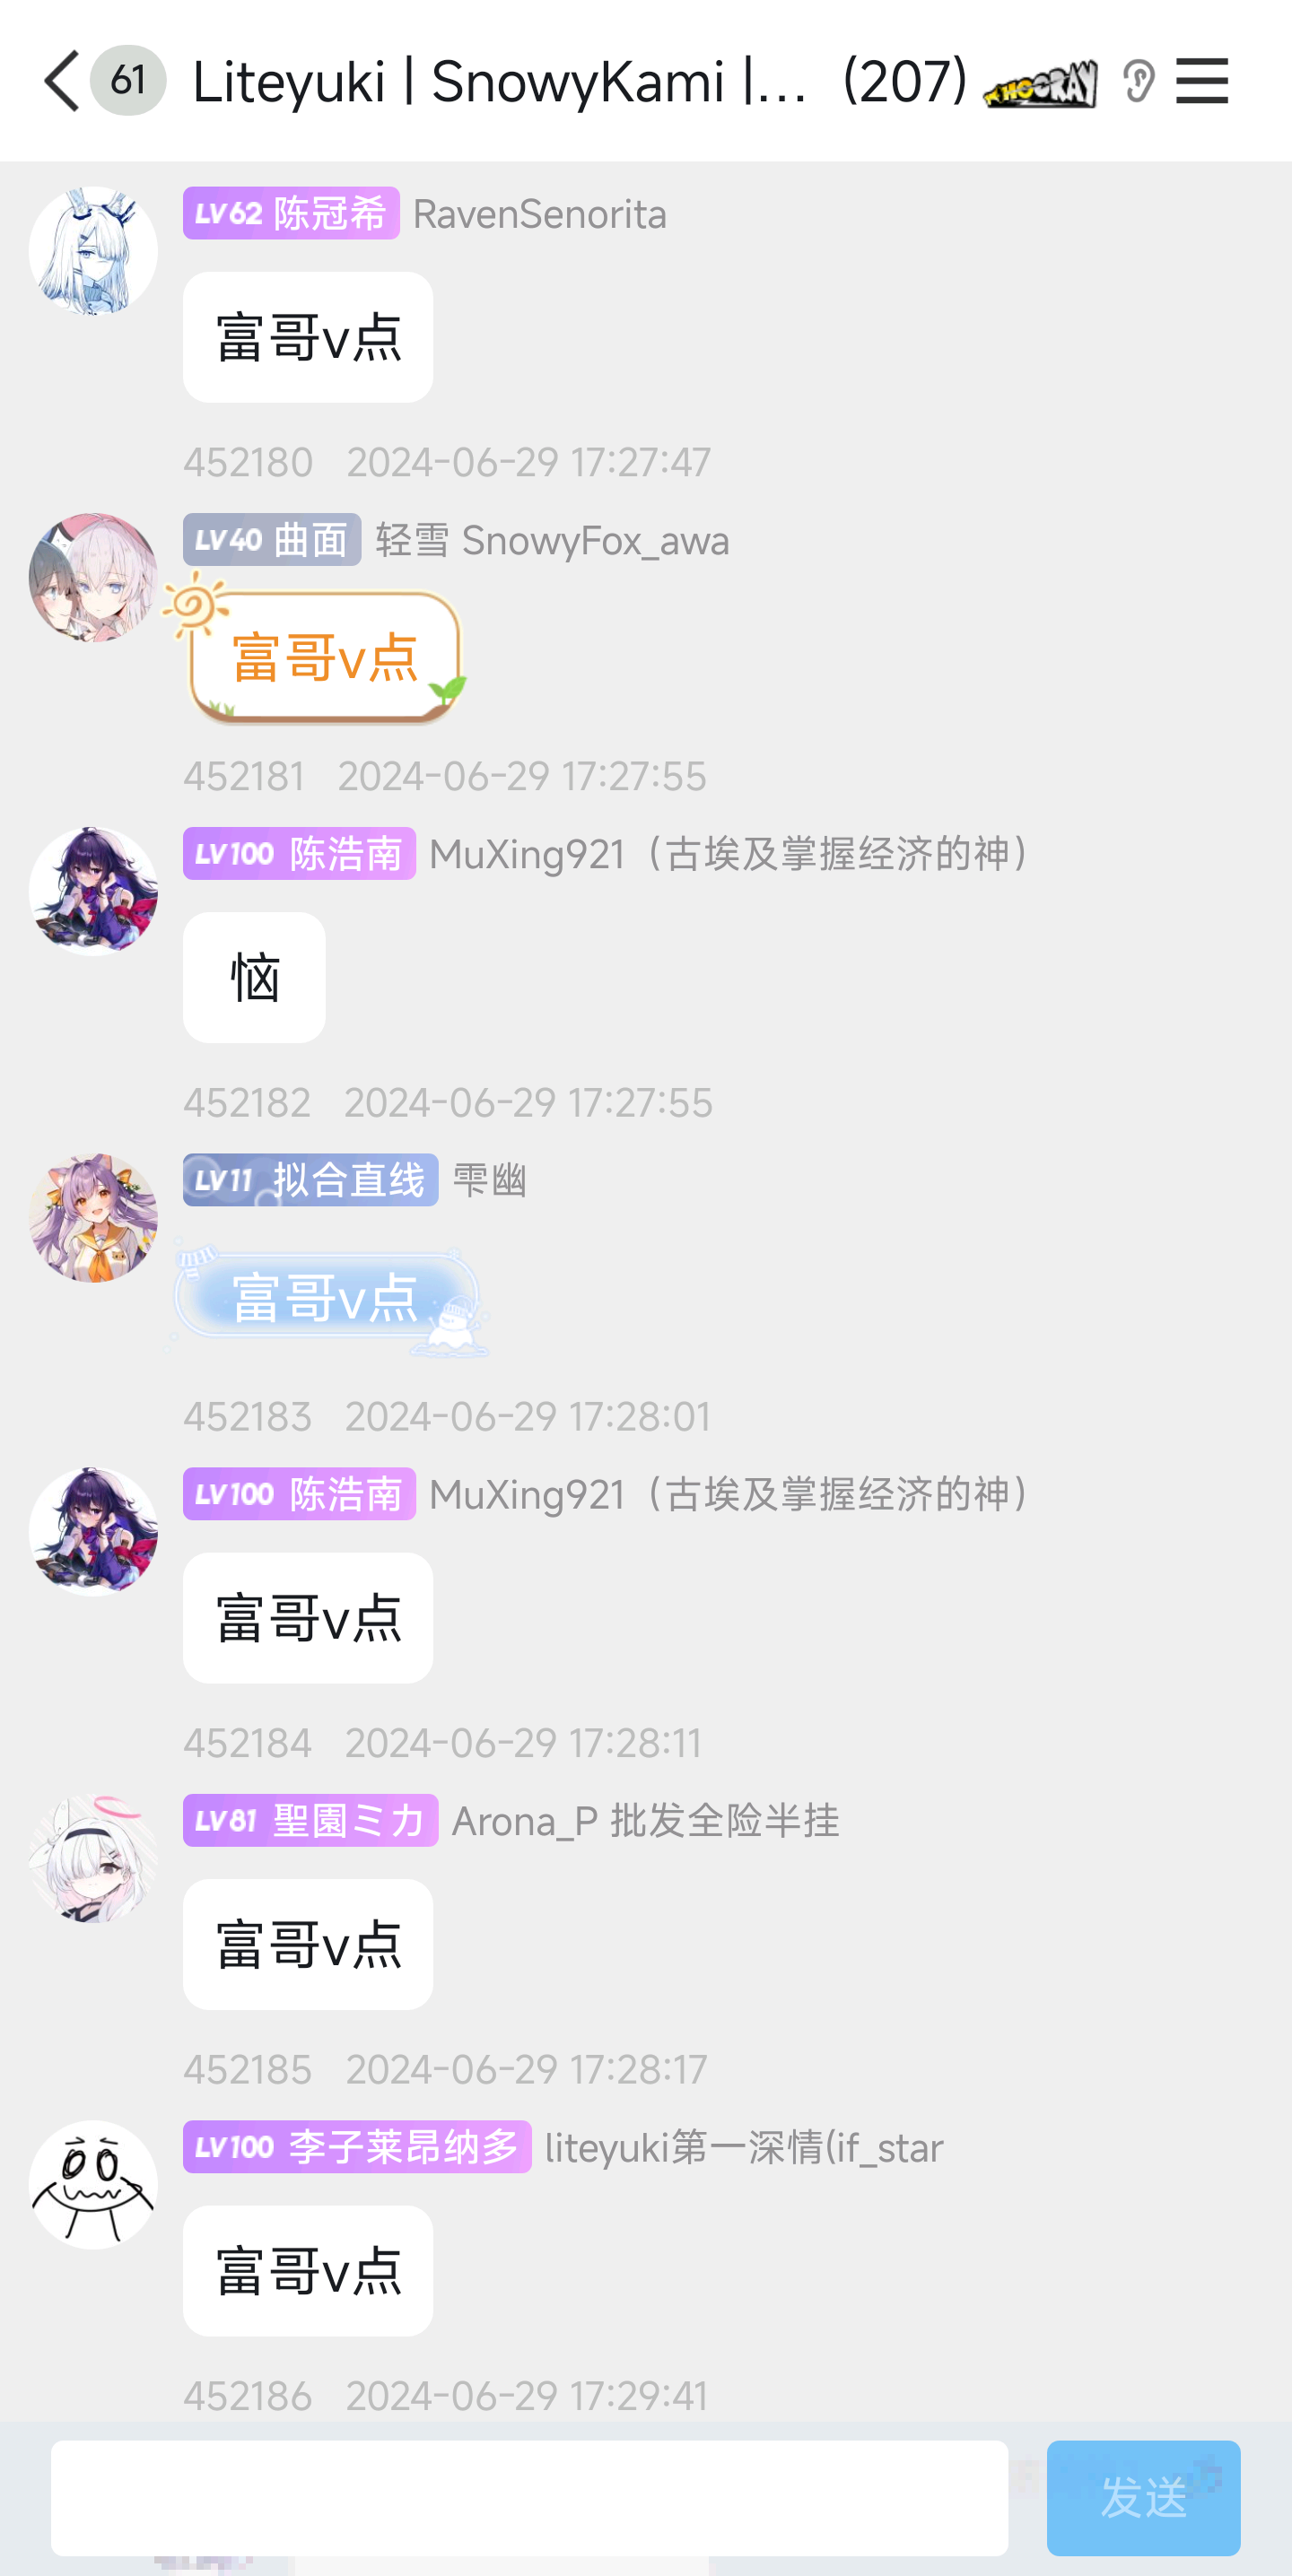 61 Liteyuki | SnowyKami |... (207) HOORAY
LV62 陈冠希 RavenSenorita
富哥v点
452180 2024-06-29 17:27:47
LV40 曲面 轻雪 SnowyFox_awa
富哥v点
452181 2024-06-29 17:27:55
LV100 陈浩南 MuXing921（古埃及掌握经济的神）
恼
452182 2024-06-29 17:27:55
LV11 拟合直线 雫幽
富哥v点
452183 2024-06-29 17:28:01
LV100 陈浩南 MuXing921（古埃及掌握经济的神）
富哥v点
452184 2024-06-29 17:28:11
LV81 聖園ミカ Arona_P 批发全险半挂
富哥v点
452185 2024-06-29 17:28:17
LV100 李子莱昂纳多 liteyuki第一深情(if_star
富哥v点
452186 2024-06-29 17:29:41
发送